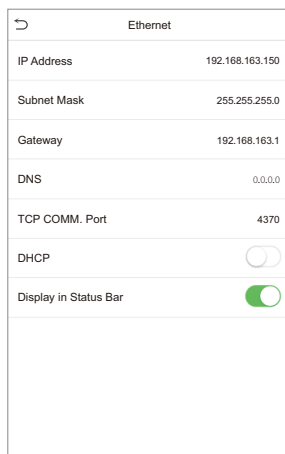 Ethernet
IP Address 192.168.163.150
Subnet Mask 255.255.255.0
Gateway 192.168.163.1
DNS 0.0.0.0
TCP COMM. Port 4370
DHCP
Display in Status Bar